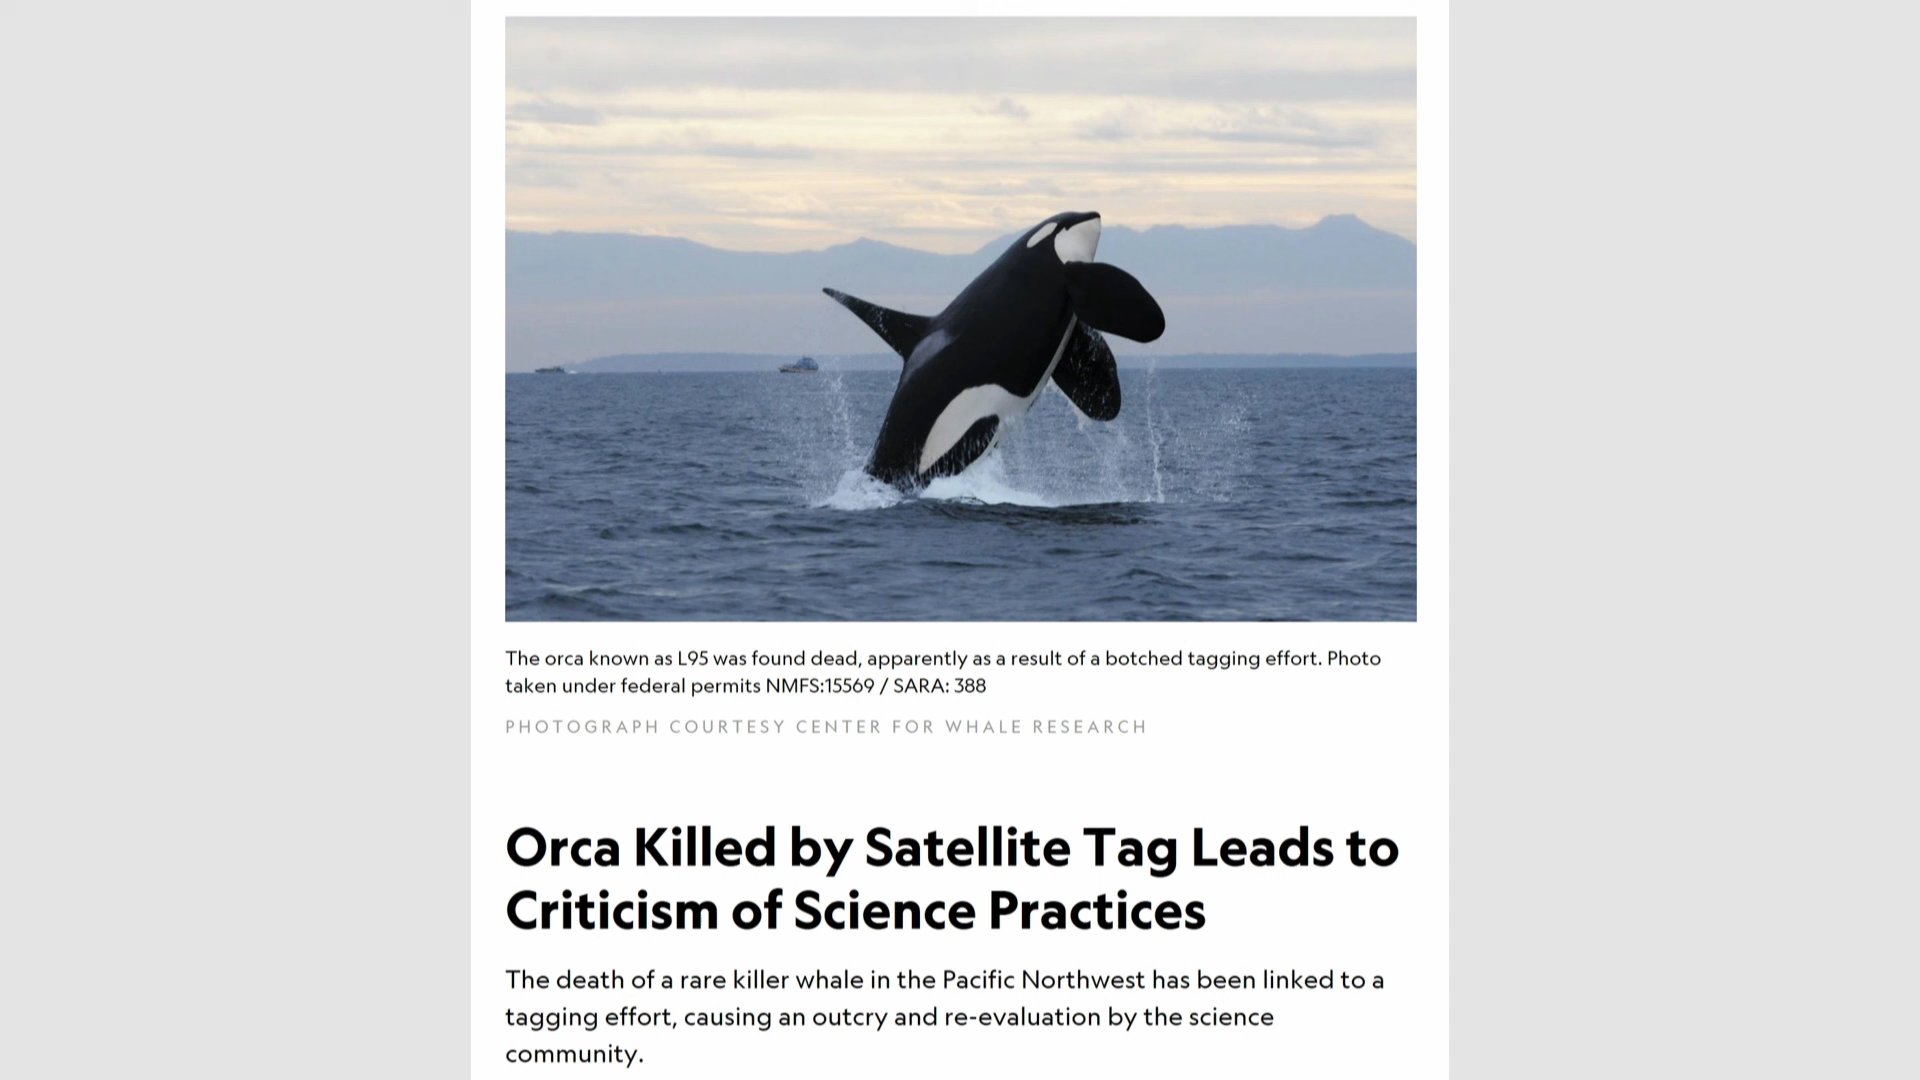 The orca known as L95 was found dead, apparently as a result of a botched tagging effort. Photo
taken under federal permits NMFS:15569 / SARA: 388
PHOTOGRAPH COURTESY CENTER FOR WHALE RESEARCH
Orca Killed by Satellite Tag Leads to
Criticism of Science Practices
The death of a rare killer whale in the Pacific Northwest has been linked to a
tagging effort, causing an outcry and re-evaluation by the science
community.